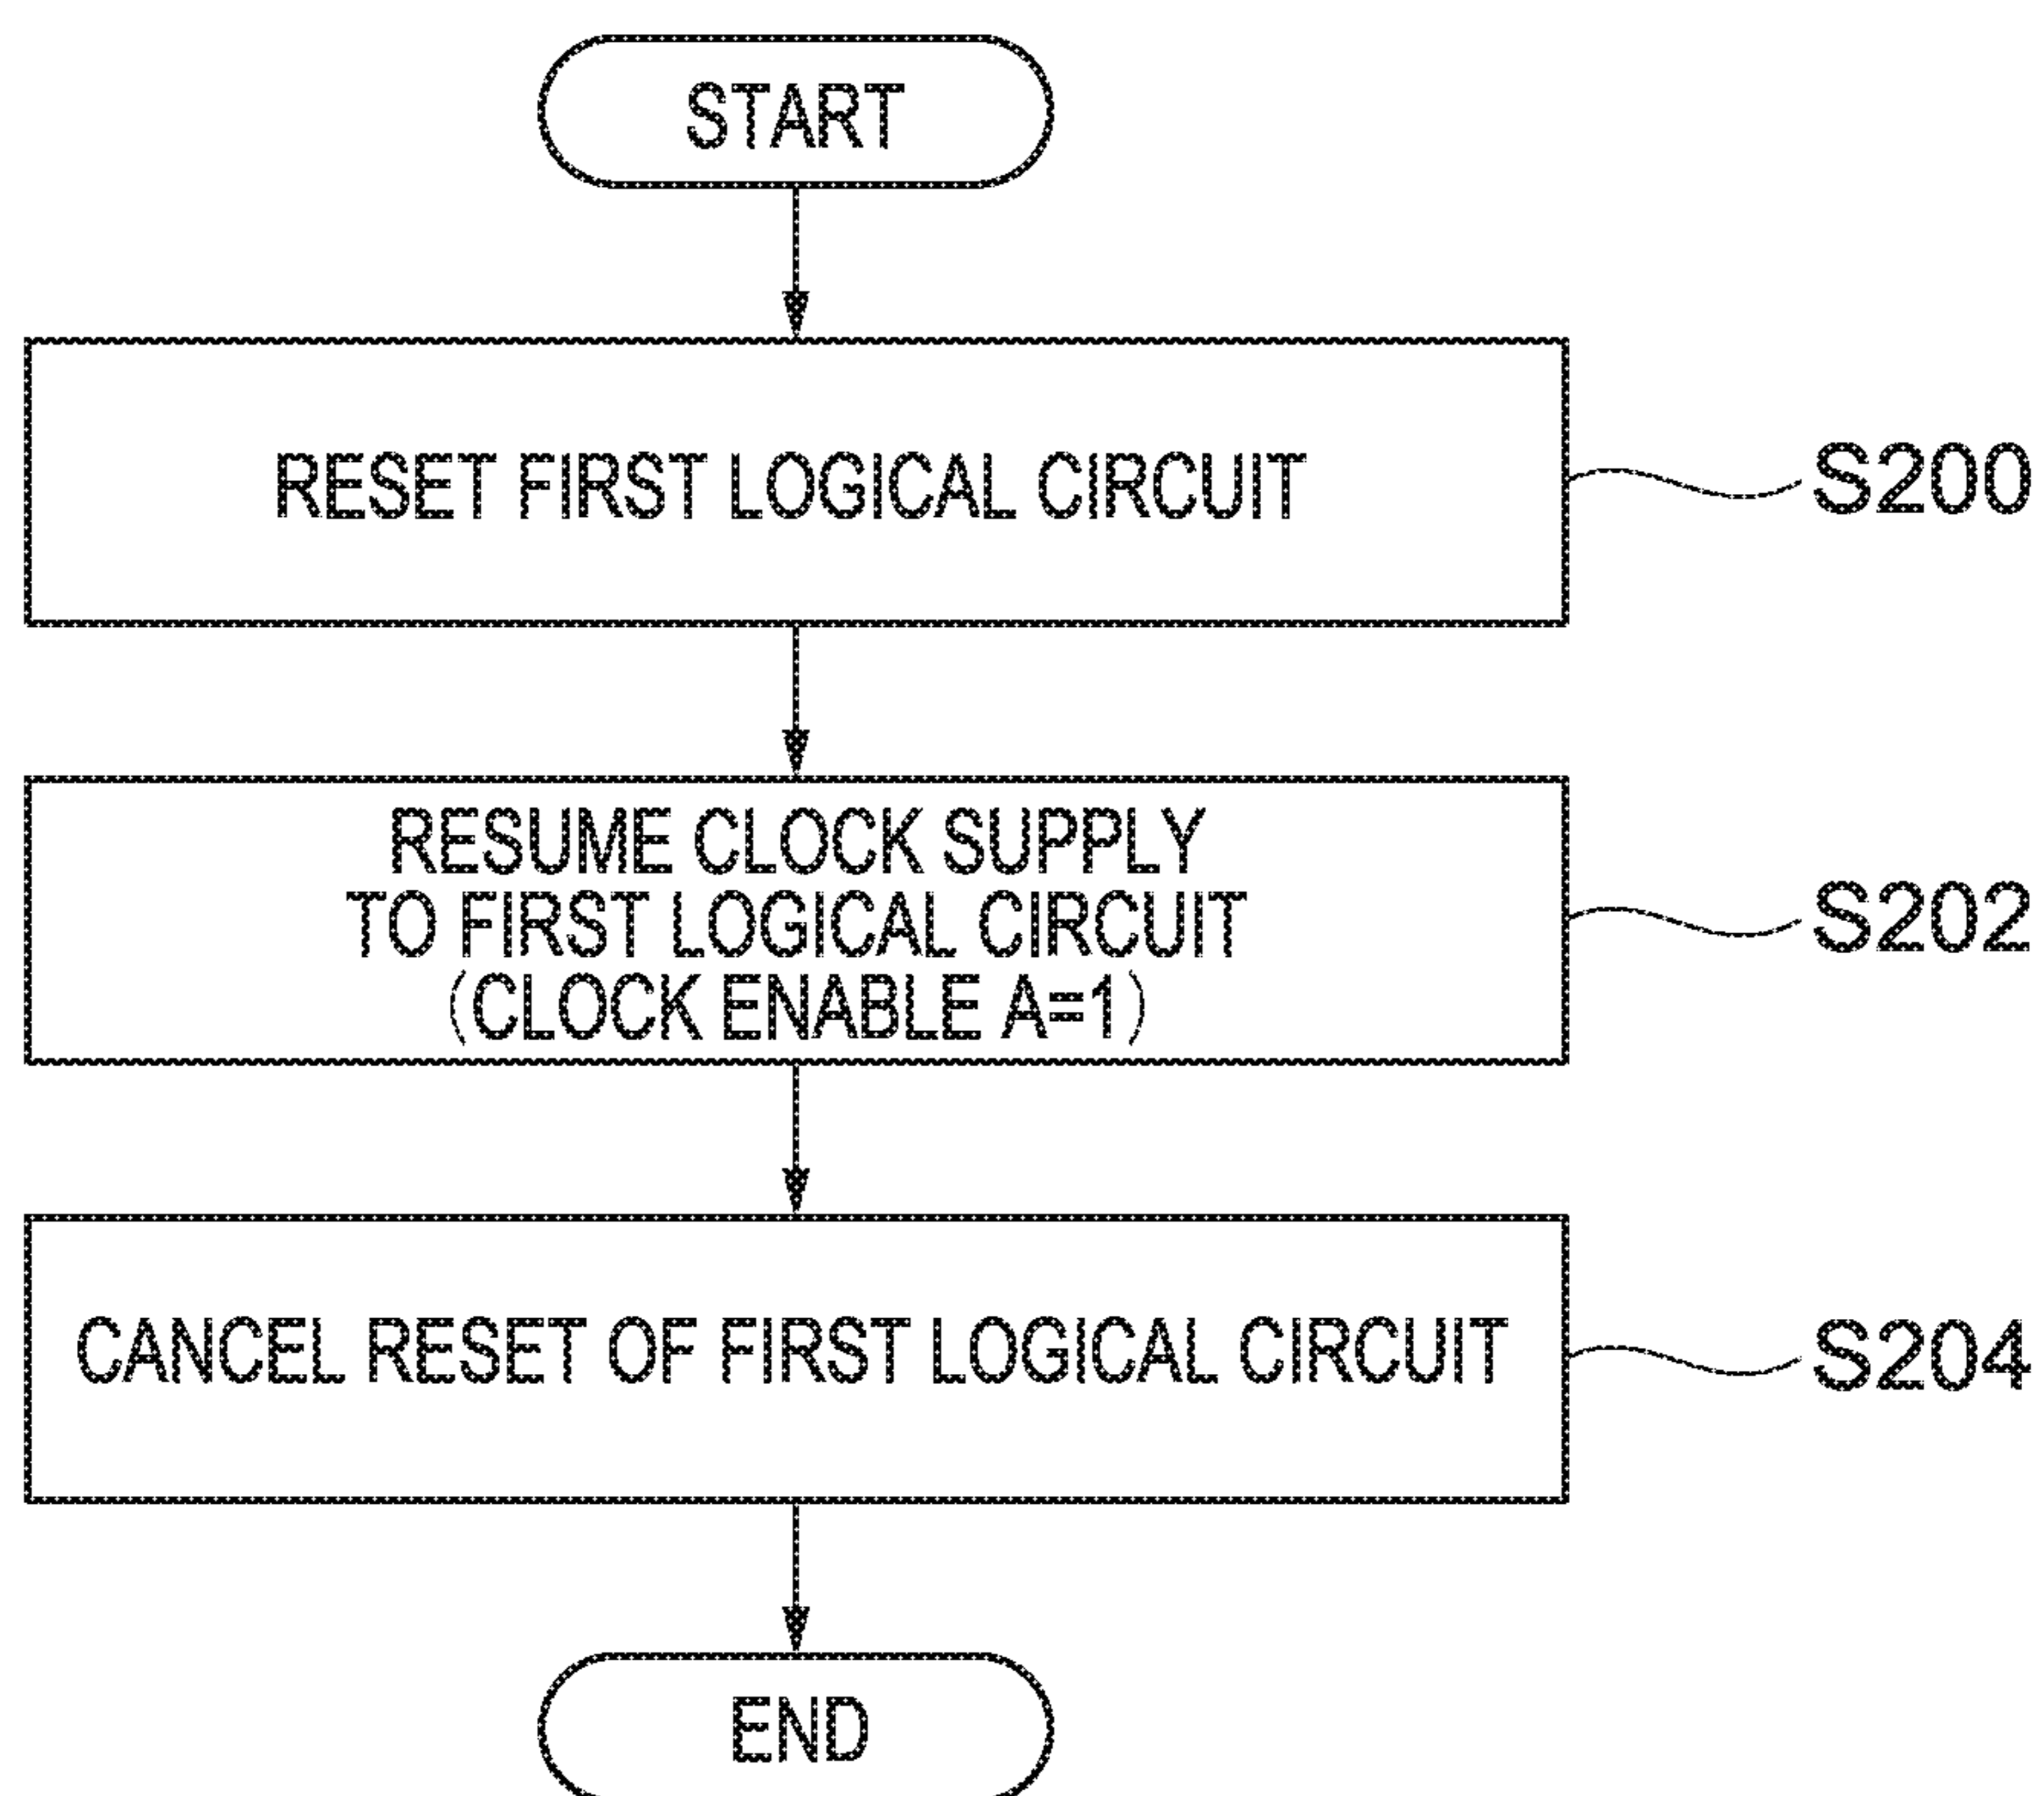 START
RESET FIRST LOGICAL CIRCUIT
S200
RESUME CLOCK SUPPLY
TO FIRST LOGICAL CIRCUIT
(CLOCK ENABLE A=1)
S202
CANCEL RESET OF FIRST LOGICAL CIRCUIT
S204
END